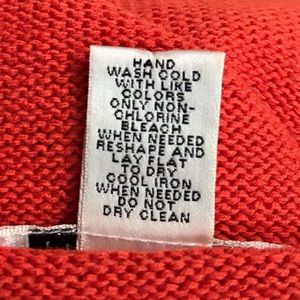 HAND
WASH COLD
WITH LIKE
COLORS
ONLY NON-
CHLORINE
BLEACH
WHEN NEEDED
RESHAPE AND
LAY FLAT
TO DRY
COOL IRON
WHEN NEEDED
DO NOT
DRY CLEAN